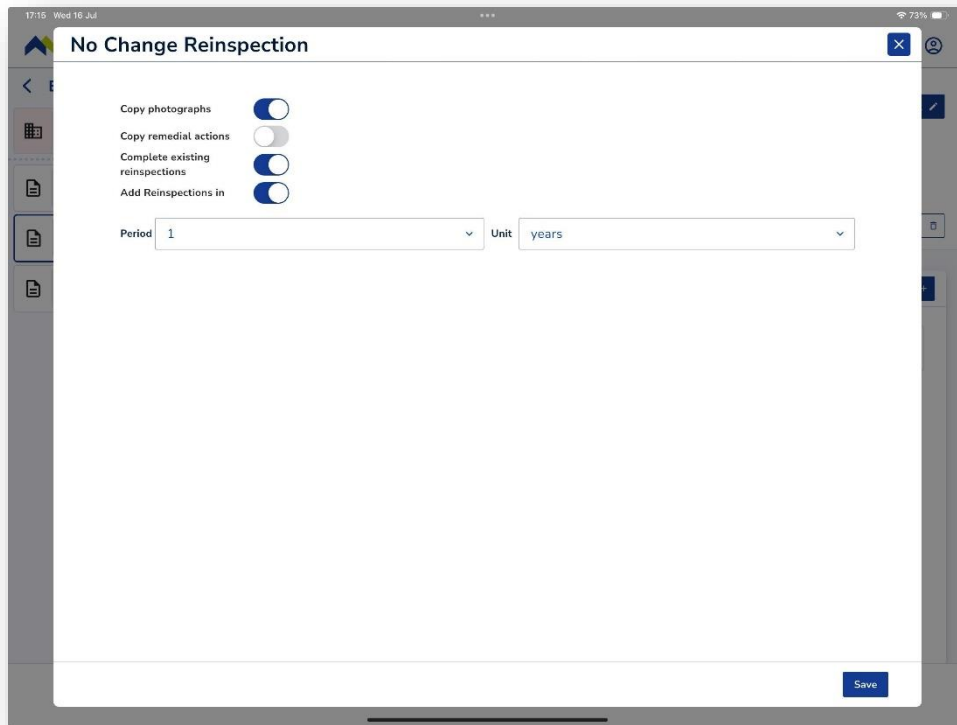 17:15 Wed 16 Jul
73%
No Change Reinspection
Copy photographs
Copy remedial actions
Complete existing
reinspections
Add Reinspections in
Period 1 Unit years
Save